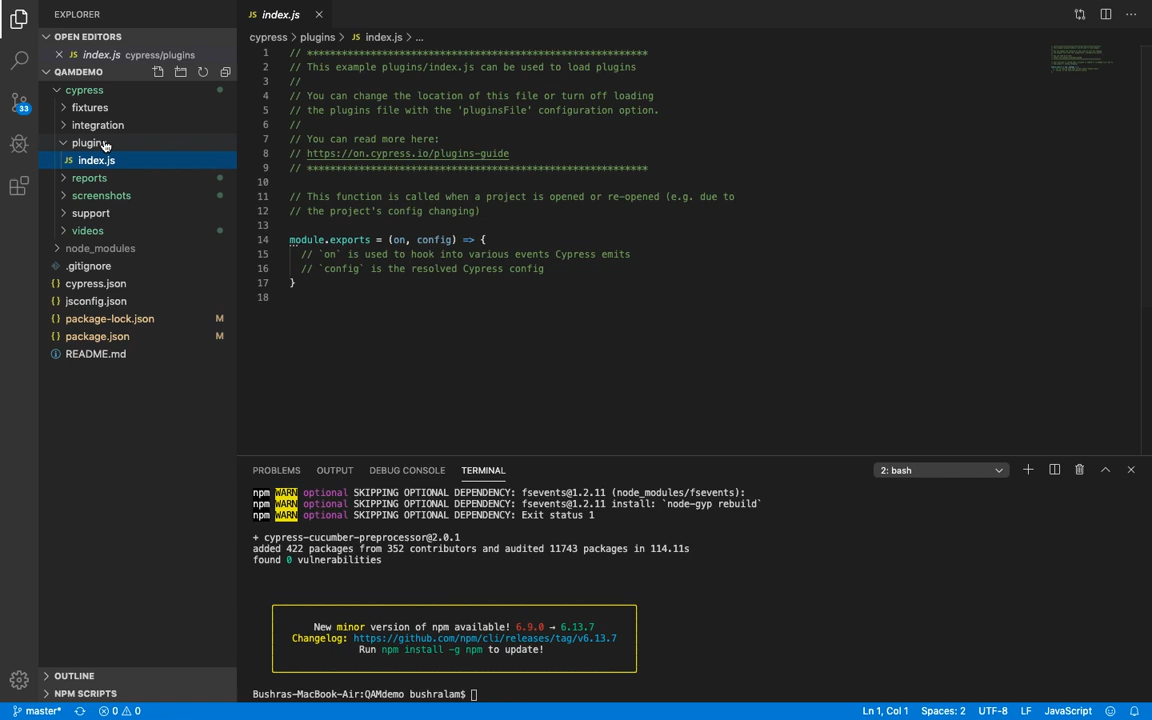 EXPLORER
JS index.js
OPEN EDITORS
JS index.js cypress/plugins
QAMDEMO
cypress
fixtures
integration
plugins
JS index.js
reports
screenshots
support
videos
node_modules
.gitignore
{} cypress.json
{} jsconfig.json
{} package-lock.json M
{} package.json M
README.md
OUTLINE
NPM SCRIPTS
33
cypress > plugins > JS index.js > ...
1 // ***********************************************************
2 // This example plugins/index.js can be used to load plugins
3 //
4 // You can change the location of this file or turn off loading
5 // the plugins file with the 'pluginsFile' configuration option.
6 //
7 // You can read more here:
8 // https://on.cypress.io/plugins-guide
9 // ***********************************************************
10
11 // This function is called when a project is opened or re-opened (e.g. due to
12 // the project's config changing)
13
14 module.exports = (on, config) => {
15 // `on` is used to hook into various events Cypress emits
16 // `config` is the resolved Cypress config
17 }
18
PROBLEMS OUTPUT DEBUG CONSOLE TERMINAL 2: bash
npm WARN optional SKIPPING OPTIONAL DEPENDENCY: fsevents@1.2.11 (node_modules/fsevents):
npm WARN optional SKIPPING OPTIONAL DEPENDENCY: fsevents@1.2.11 install: `node-gyp rebuild`
npm WARN optional SKIPPING OPTIONAL DEPENDENCY: Exit status 1
+ cypress-cucumber-preprocessor@2.0.1
added 422 packages from 352 contributors and audited 11743 packages in 114.11s
found 0 vulnerabilities
New minor version of npm available! 6.9.0 → 6.13.7
Changelog: https://github.com/npm/cli/releases/tag/v6.13.7
Run npm install -g npm to update!
Bushras-MacBook-Air:QAMdemo bushralam$
master* 0 0 Ln 1, Col 1 Spaces: 2 UTF-8 LF JavaScript